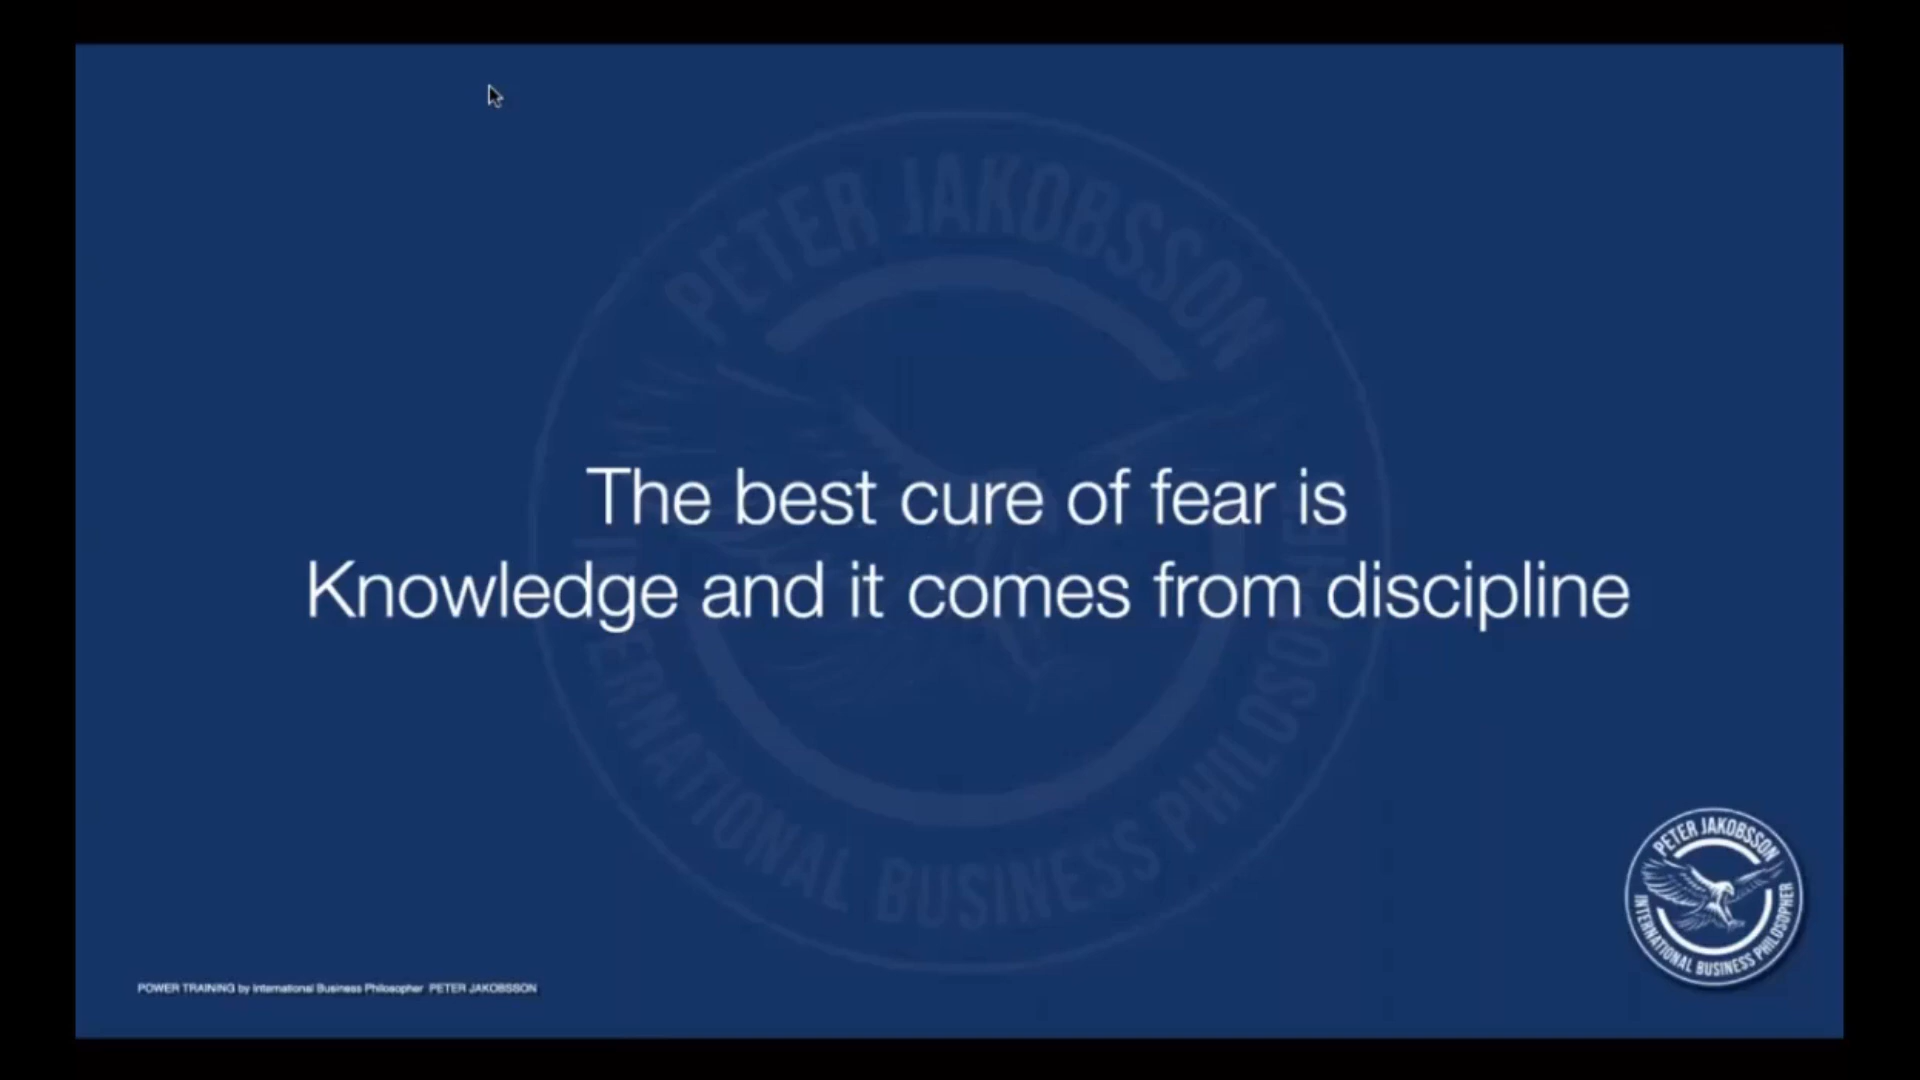 The best cure of fear is
Knowledge and it comes from discipline
PETER JAKOBSSON
INTERNATIONAL BUSINESS PHILOSOPHER
POWER TRAINING by International Business Philosopher PETER JAKOBSSON
PETER JAKOBSSON
INTERNATIONAL BUSINESS PHILOSOPHER